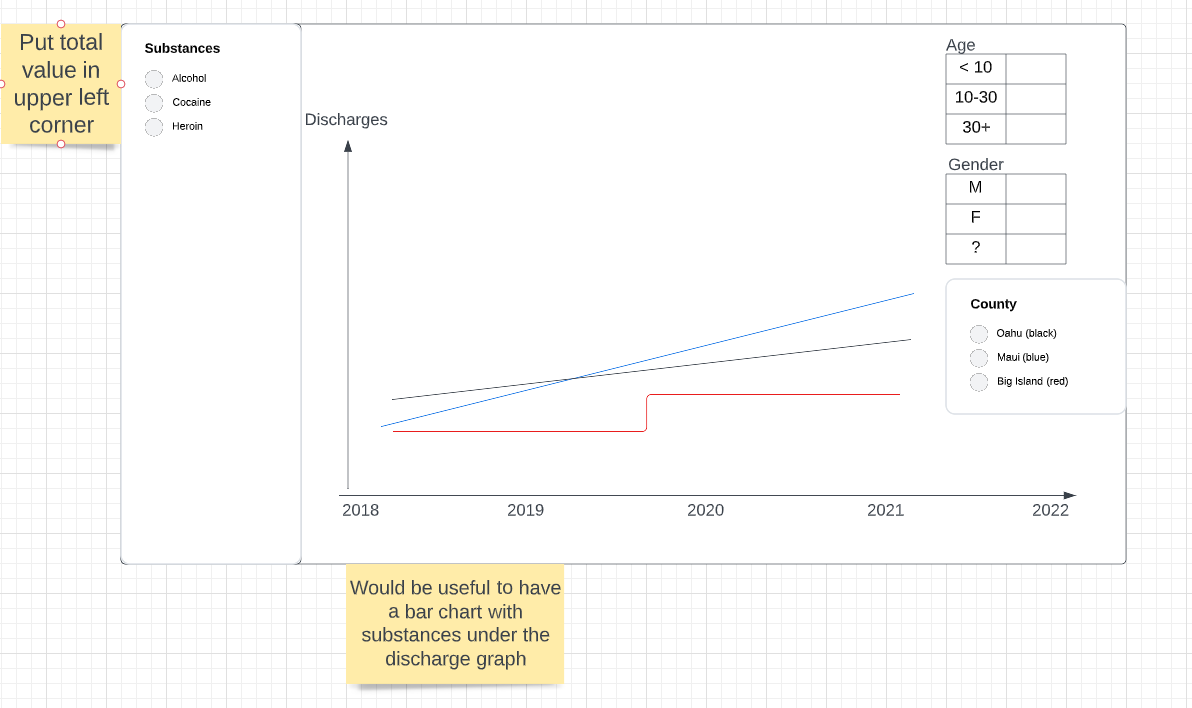 Put total
value in
upper left
corner
Substances
Alcohol
Cocaine
Heroin
Discharges
Age
< 10
10-30
30+
Gender
M
F
?
County
Oahu (black)
Maui (blue)
Big Island (red)
2018 2019 2020 2021 2022
Would be useful to have
a bar chart with
substances under the
discharge graph